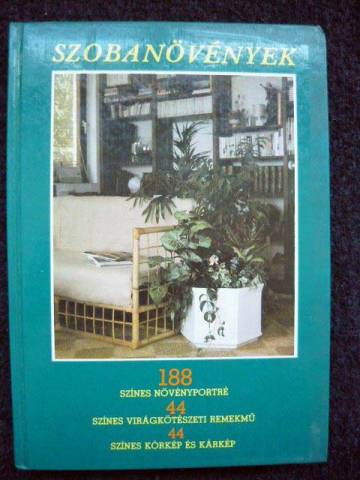 SZOBANÖVÉNYEK
188
SZÍNES NÖVÉNYPORTRÉ
44
SZÍNES VIRÁGKÖTÉSZETI REMEKMŰ
44
SZÍNES KÓRKÉP ÉS KÁRKÉP